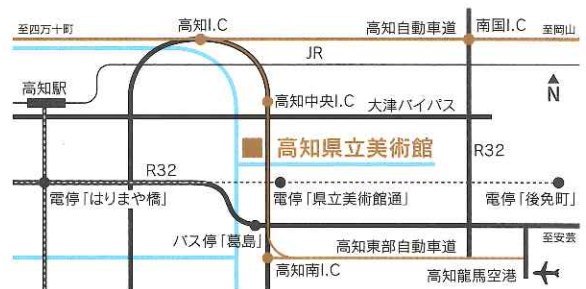 高知I.C
南国I.C
至四万十町
高知自動車道
至岡山
JR
高知駅
高知中央I.C
N
大津バイパス
高知県立美術館
R32
R32
電停「はりまや橋」
電停「県立美術館通」
電停「後免町」
バス停「葛島」
至安芸
高知東部自動車道
高知南I.C
高知龍馬空港